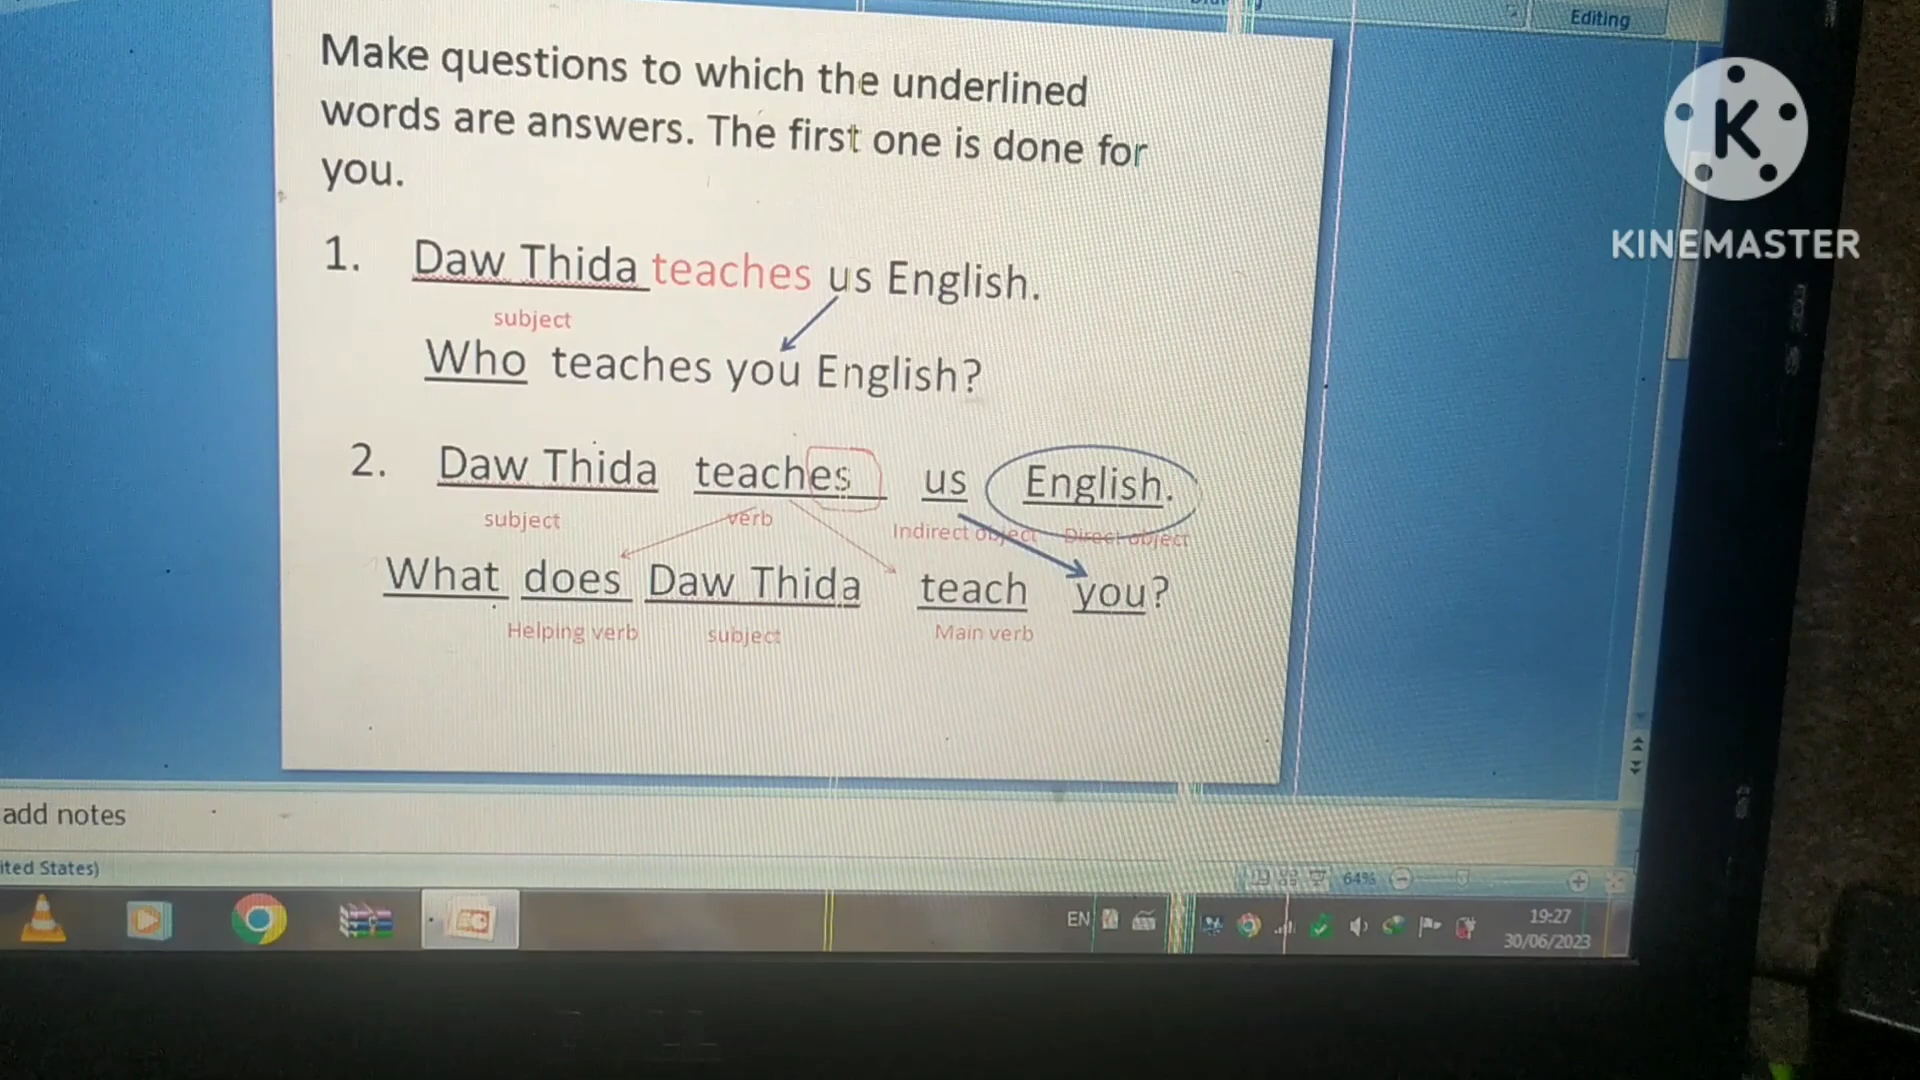 Editing
Make questions to which the underlined
words are answers. The first one is done for
you.
KINEMASTER
1. Daw Thida teaches us English.
subject
Who teaches you English?
2. Daw Thida teaches us English.
subject verb Indirect object Direct object
What does Daw Thida teach you?
Helping verb subject Main verb
add notes
ited States)
64%
EN
19:27
30/06/2023